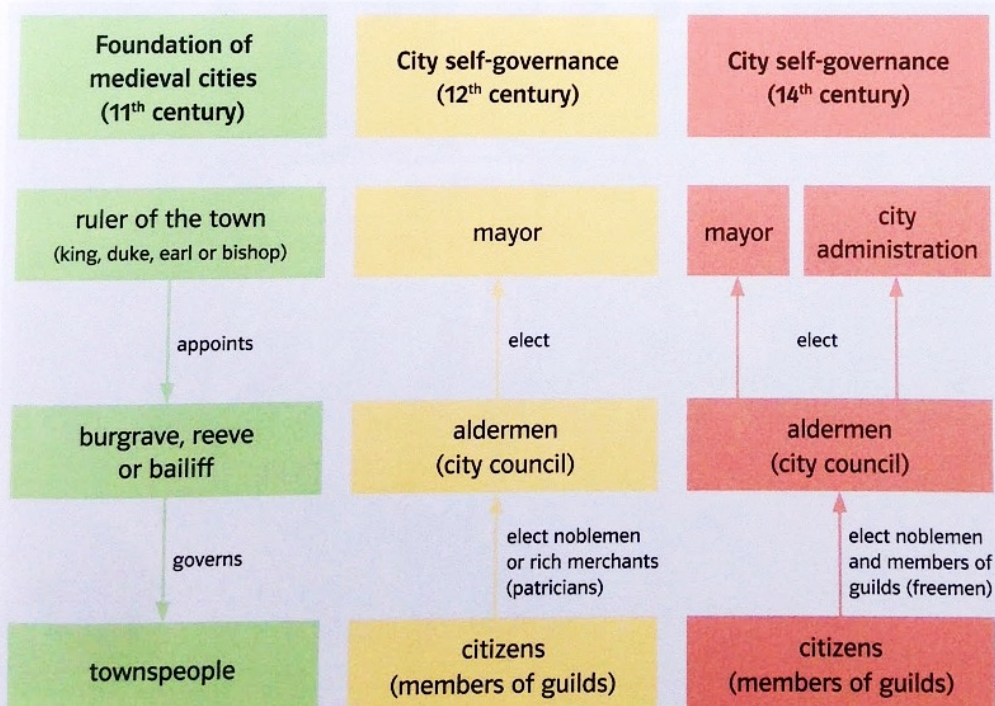 Foundation of
medieval cities
(11th century)
ruler of the town
(king, duke, earl or bishop)
appoints
burgrave, reeve
or bailiff
governs
townspeople
City self-governance
(12th century)
mayor
elect
aldermen
(city council)
elect noblemen
or rich merchants
(patricians)
citizens
(members of guilds)
City self-governance
(14th century)
mayor
city
administration
elect
aldermen
(city council)
elect noblemen
and members of
guilds (freemen)
citizens
(members of guilds)